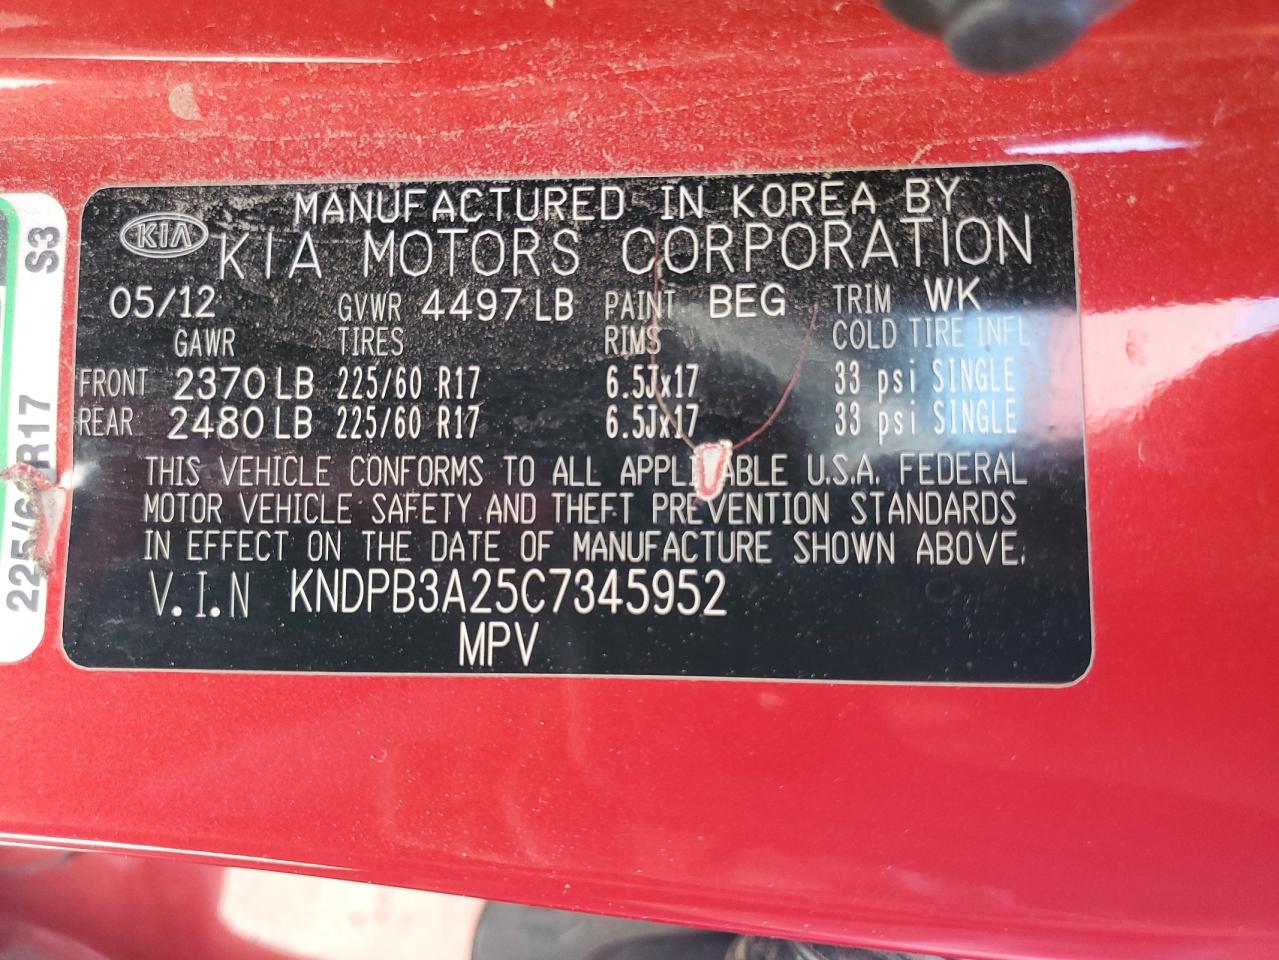 MANUFACTURED IN KOREA BY
KIA KIA MOTORS CORPORATION
05/12 GVWR 4497 LB PAINT BEG TRIM WK
GAWR TIRES RIMS COLD TIRE INFL
FRONT 2370 LB 225/60 R17 6.5Jx17 33 psi SINGLE
REAR 2480 LB 225/60 R17 6.5Jx17 33 psi SINGLE
THIS VEHICLE CONFORMS TO ALL U.S.A. FEDERAL
MOTOR VEHICLE SAFETY AND THEFT PREVENTION STANDARDS
IN EFFECT ON THE DATE OF MANUFACTURE SHOWN ABOVE.
V.I.N KNDPB3A25C7345952
MPV
R17 S3